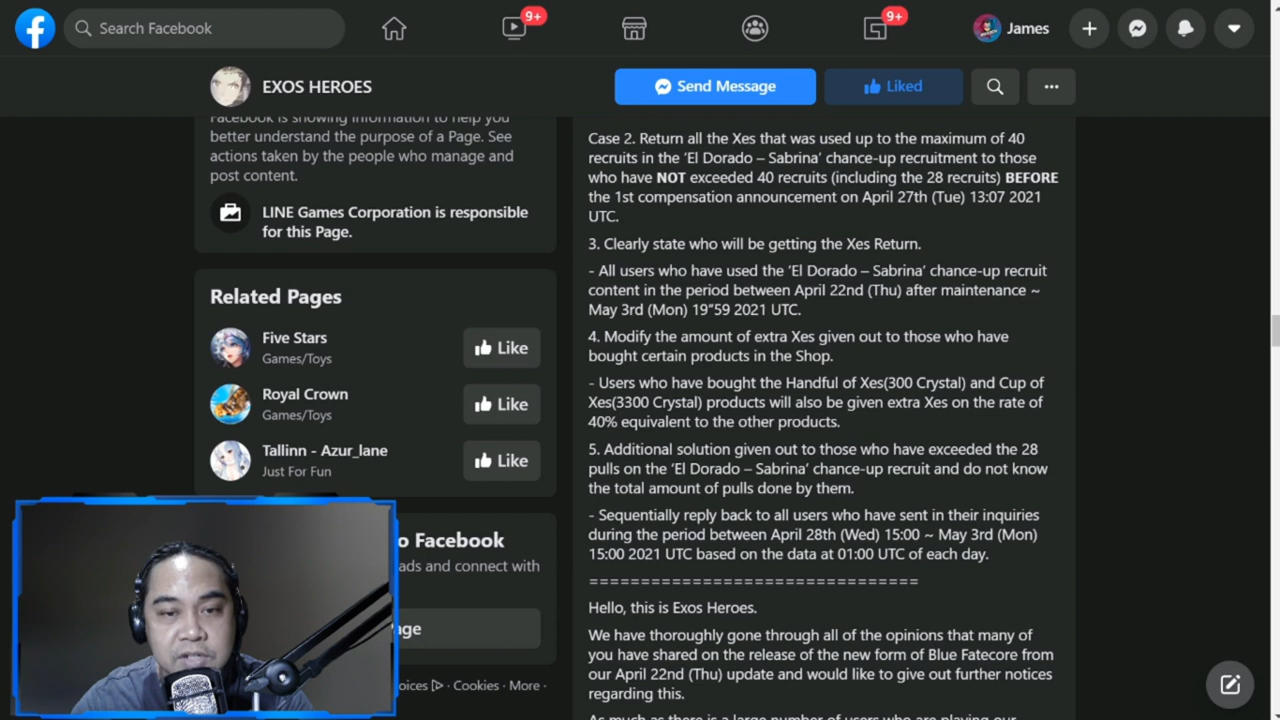 Search Facebook
9+
9+
James
EXOS HEROES
Send Message
Liked
Facebook is showing information to help you
better understand the purpose of a Page. See
actions taken by the people who manage and
post content.
LINE Games Corporation is responsible
for this Page.
Related Pages
Five Stars
Games/Toys
Like
Royal Crown
Games/Toys
Like
Tallinn - Azur_lane
Just For Fun
Like
o Facebook
ads and connect with
ge
oices
· Cookies · More ·
Case 2. Return all the Xes that was used up to the maximum of 40
recruits in the ‘El Dorado – Sabrina’ chance-up recruitment to those
who have NOT exceeded 40 recruits (including the 28 recruits) BEFORE
the 1st compensation announcement on April 27th (Tue) 13:07 2021
UTC.
3. Clearly state who will be getting the Xes Return.
- All users who have used the ‘El Dorado – Sabrina’ chance-up recruit
content in the period between April 22nd (Thu) after maintenance ~
May 3rd (Mon) 19”59 2021 UTC.
4. Modify the amount of extra Xes given out to those who have
bought certain products in the Shop.
- Users who have bought the Handful of Xes(300 Crystal) and Cup of
Xes(3300 Crystal) products will also be given extra Xes on the rate of
40% equivalent to the other products.
5. Additional solution given out to those who have exceeded the 28
pulls on the ‘El Dorado – Sabrina’ chance-up recruit and do not know
the total amount of pulls done by them.
- Sequentially reply back to all users who have sent in their inquiries
during the period between April 28th (Wed) 15:00 ~ May 3rd (Mon)
15:00 2021 UTC based on the data at 01:00 UTC of each day.
================================
Hello, this is Exos Heroes.
We have thoroughly gone through all of the opinions that many of
you have shared on the release of the new form of Blue Fatecore from
our April 22nd (Thu) update and would like to give out further notices
regarding this.
As much as there is a large number of users who are playing our